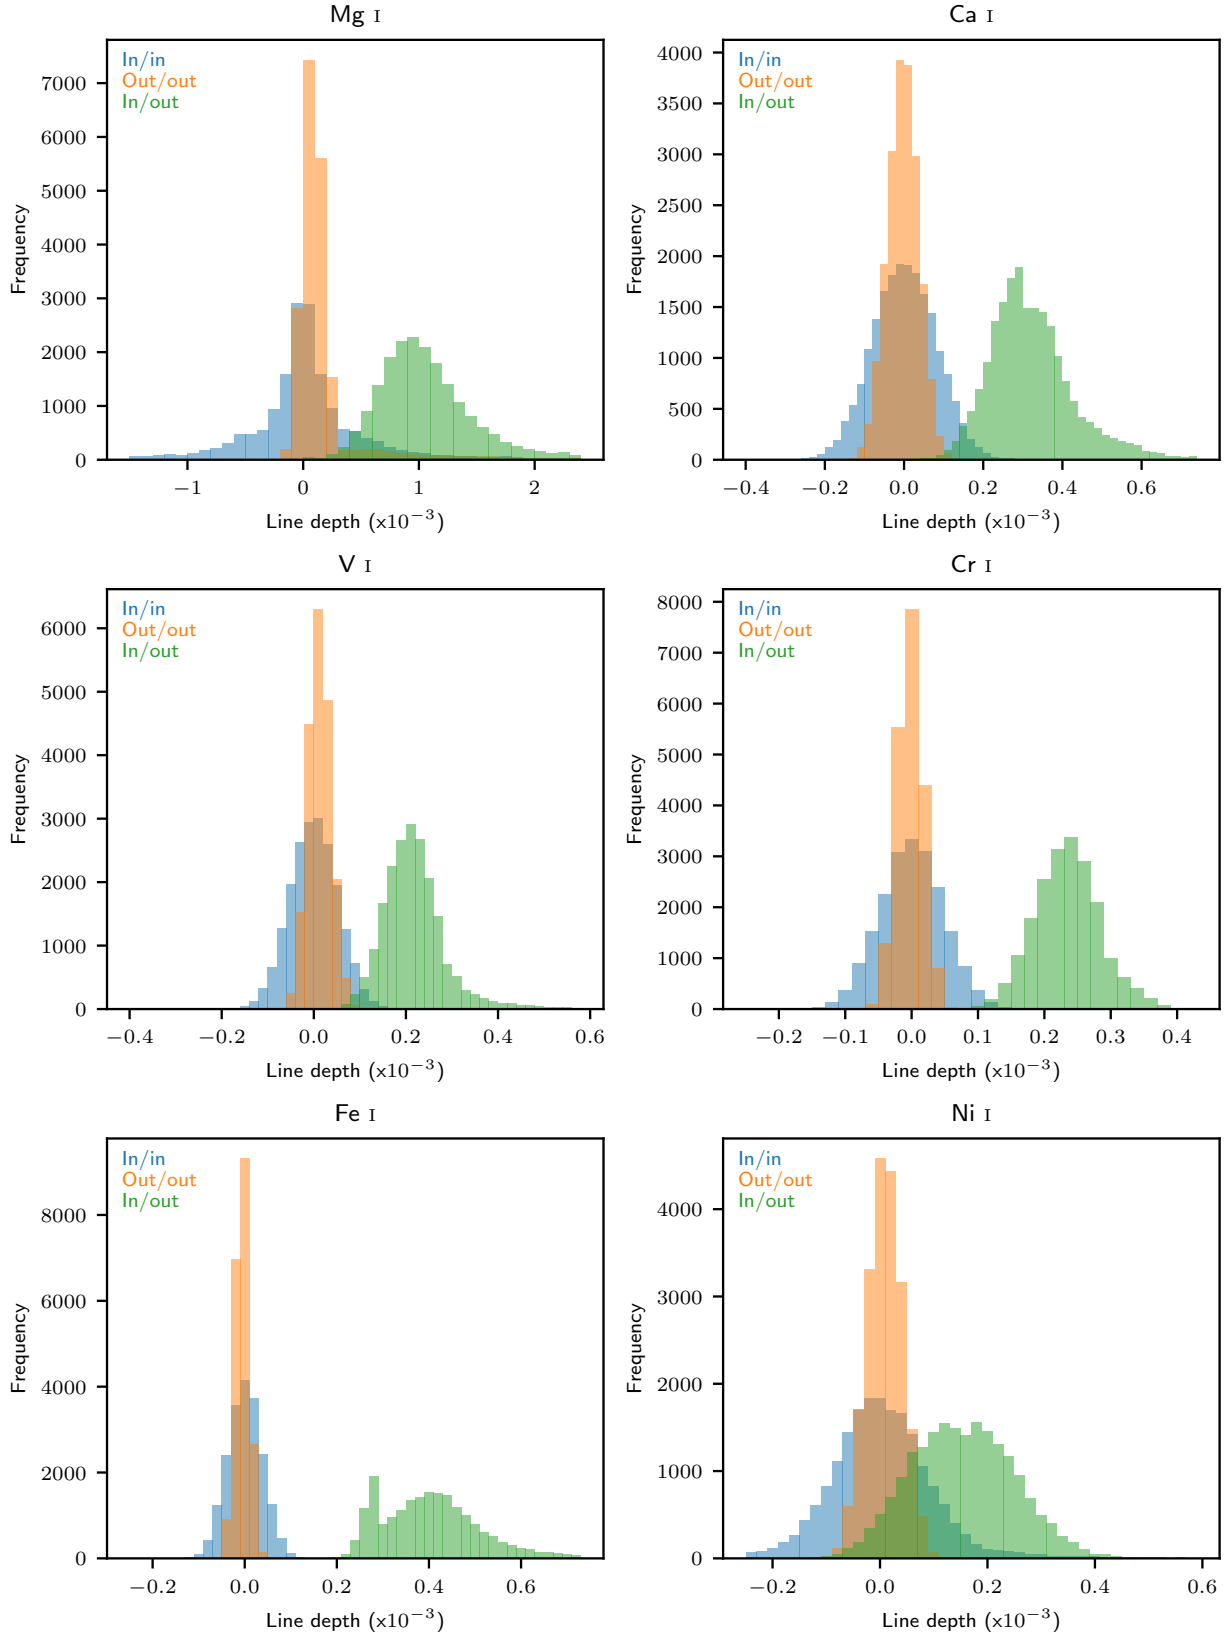 Mg I
In/in
Out/out
In/out
Frequency
7000
6000
5000
4000
3000
2000
1000
0
−1 0 1 2
Line depth (x10−3)
Ca I
In/in
Out/out
In/out
Frequency
4000
3500
3000
2500
2000
1500
1000
500
0
−0.4 −0.2 0.0 0.2 0.4 0.6
Line depth (x10−3)
V I
In/in
Out/out
In/out
Frequency
6000
5000
4000
3000
2000
1000
0
−0.4 −0.2 0.0 0.2 0.4 0.6
Line depth (x10−3)
Cr I
In/in
Out/out
In/out
Frequency
8000
7000
6000
5000
4000
3000
2000
1000
0
−0.2 −0.1 0.0 0.1 0.2 0.3 0.4
Line depth (x10−3)
Fe I
In/in
Out/out
In/out
Frequency
8000
6000
4000
2000
0
−0.2 0.0 0.2 0.4 0.6
Line depth (x10−3)
Ni I
In/in
Out/out
In/out
Frequency
4000
3000
2000
1000
0
−0.2 0.0 0.2 0.4 0.6
Line depth (x10−3)